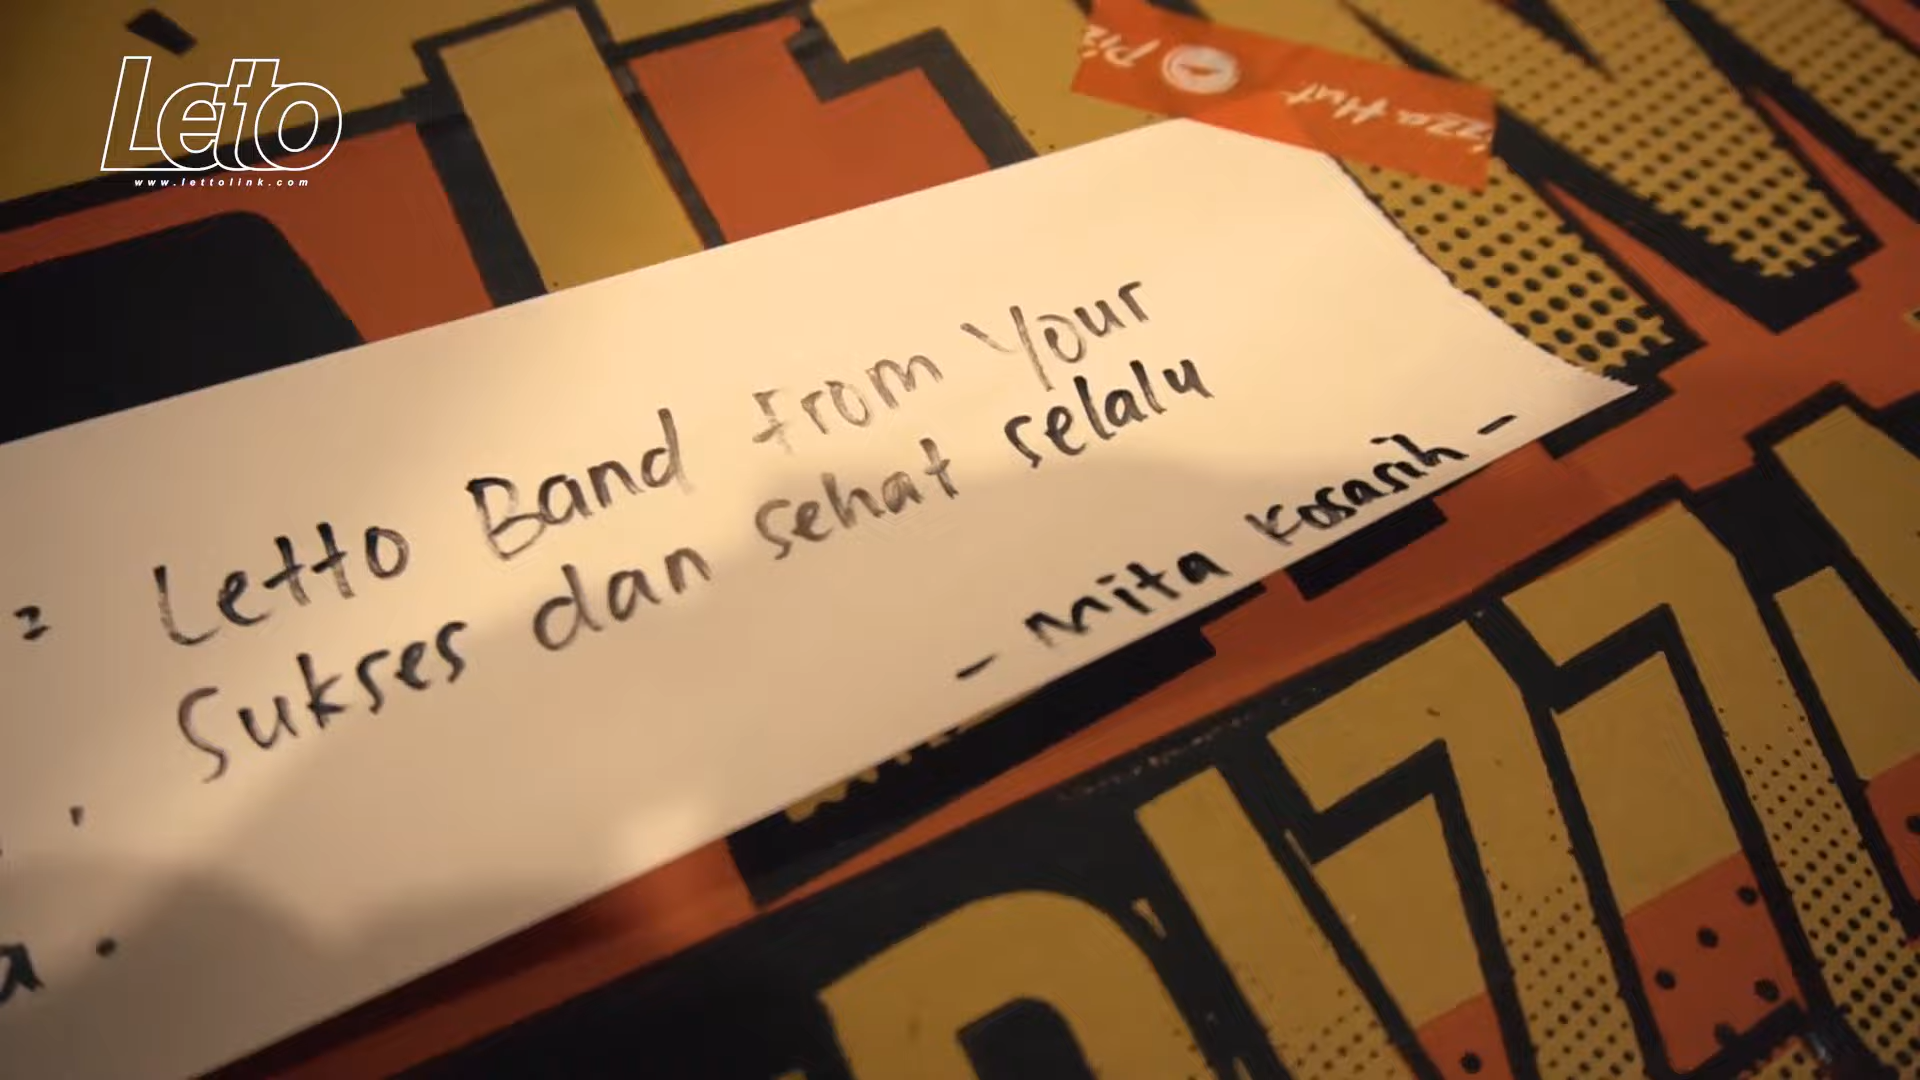 Letto
www.lettolink.com
Pizza Hut
: Letto Band From Your
Sukses dan sehat selalu
- Mita Kosasih -
a.